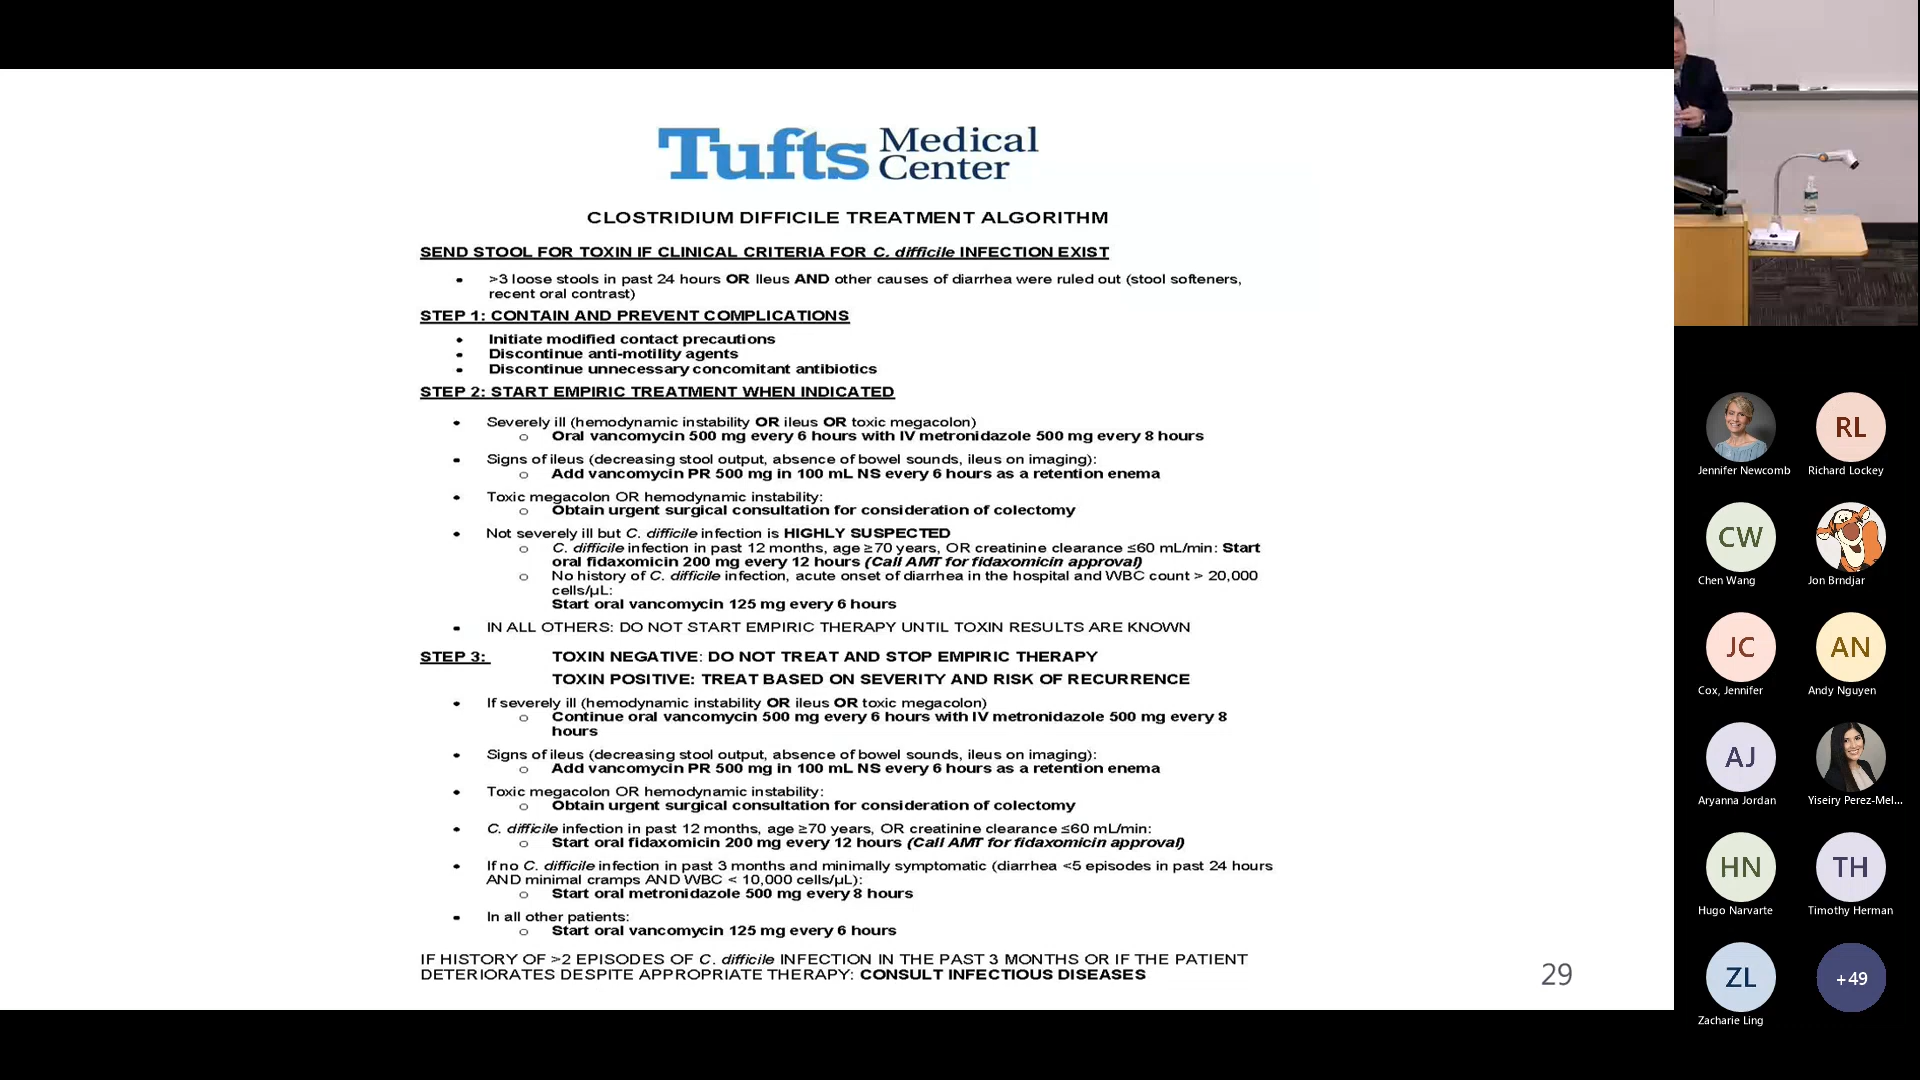 Tufts Medical Center
CLOSTRIDIUM DIFFICILE TREATMENT ALGORITHM
SEND STOOL FOR TOXIN IF CLINICAL CRITERIA FOR C. difficile INFECTION EXIST
• >3 loose stools in past 24 hours OR Ileus AND other causes of diarrhea were ruled out (stool softeners,
recent oral contrast)
STEP 1: CONTAIN AND PREVENT COMPLICATIONS
• Initiate modified contact precautions
• Discontinue anti-motility agents
• Discontinue unnecessary concomitant antibiotics
STEP 2: START EMPIRIC TREATMENT WHEN INDICATED
• Severely ill (hemodynamic instability OR ileus OR toxic megacolon)
o Oral vancomycin 500 mg every 6 hours with IV metronidazole 500 mg every 8 hours
• Signs of ileus (decreasing stool output, absence of bowel sounds, ileus on imaging):
o Add vancomycin PR 500 mg in 100 mL NS every 6 hours as a retention enema
• Toxic megacolon OR hemodynamic instability:
o Obtain urgent surgical consultation for consideration of colectomy
• Not severely ill but C. difficile infection is HIGHLY SUSPECTED
o C. difficile infection in past 12 months, age ≥70 years, OR creatinine clearance ≤60 mL/min: Start
oral fidaxomicin 200 mg every 12 hours (Call AMT for fidaxomicin approval)
o No history of C. difficile infection, acute onset of diarrhea in the hospital and WBC count > 20,000
cells/µL:
Start oral vancomycin 125 mg every 6 hours
• IN ALL OTHERS: DO NOT START EMPIRIC THERAPY UNTIL TOXIN RESULTS ARE KNOWN
STEP 3: TOXIN NEGATIVE: DO NOT TREAT AND STOP EMPIRIC THERAPY
TOXIN POSITIVE: TREAT BASED ON SEVERITY AND RISK OF RECURRENCE
• If severely ill (hemodynamic instability OR ileus OR toxic megacolon)
o Continue oral vancomycin 500 mg every 6 hours with IV metronidazole 500 mg every 8
hours
• Signs of ileus (decreasing stool output, absence of bowel sounds, ileus on imaging):
o Add vancomycin PR 500 mg in 100 mL NS every 6 hours as a retention enema
• Toxic megacolon OR hemodynamic instability:
o Obtain urgent surgical consultation for consideration of colectomy
• C. difficile infection in past 12 months, age ≥70 years, OR creatinine clearance ≤60 mL/min:
o Start oral fidaxomicin 200 mg every 12 hours (Call AMT for fidaxomicin approval)
• If no C. difficile infection in past 3 months and minimally symptomatic (diarrhea <5 episodes in past 24 hours
AND minimal cramps AND WBC < 10,000 cells/µL):
o Start oral metronidazole 500 mg every 8 hours
• In all other patients:
o Start oral vancomycin 125 mg every 6 hours
IF HISTORY OF >2 EPISODES OF C. difficile INFECTION IN THE PAST 3 MONTHS OR IF THE PATIENT
DETERIORATES DESPITE APPROPRIATE THERAPY: CONSULT INFECTIOUS DISEASES
29
Jennifer Newcomb
RL
Richard Lockey
CW
Chen Wang
Jon Brndjar
JC
Cox, Jennifer
AN
Andy Nguyen
AJ
Aryanna Jordan
Yiseiry Perez-Mel...
HN
Hugo Narvarte
TH
Timothy Herman
ZL
Zacharie Ling
+49